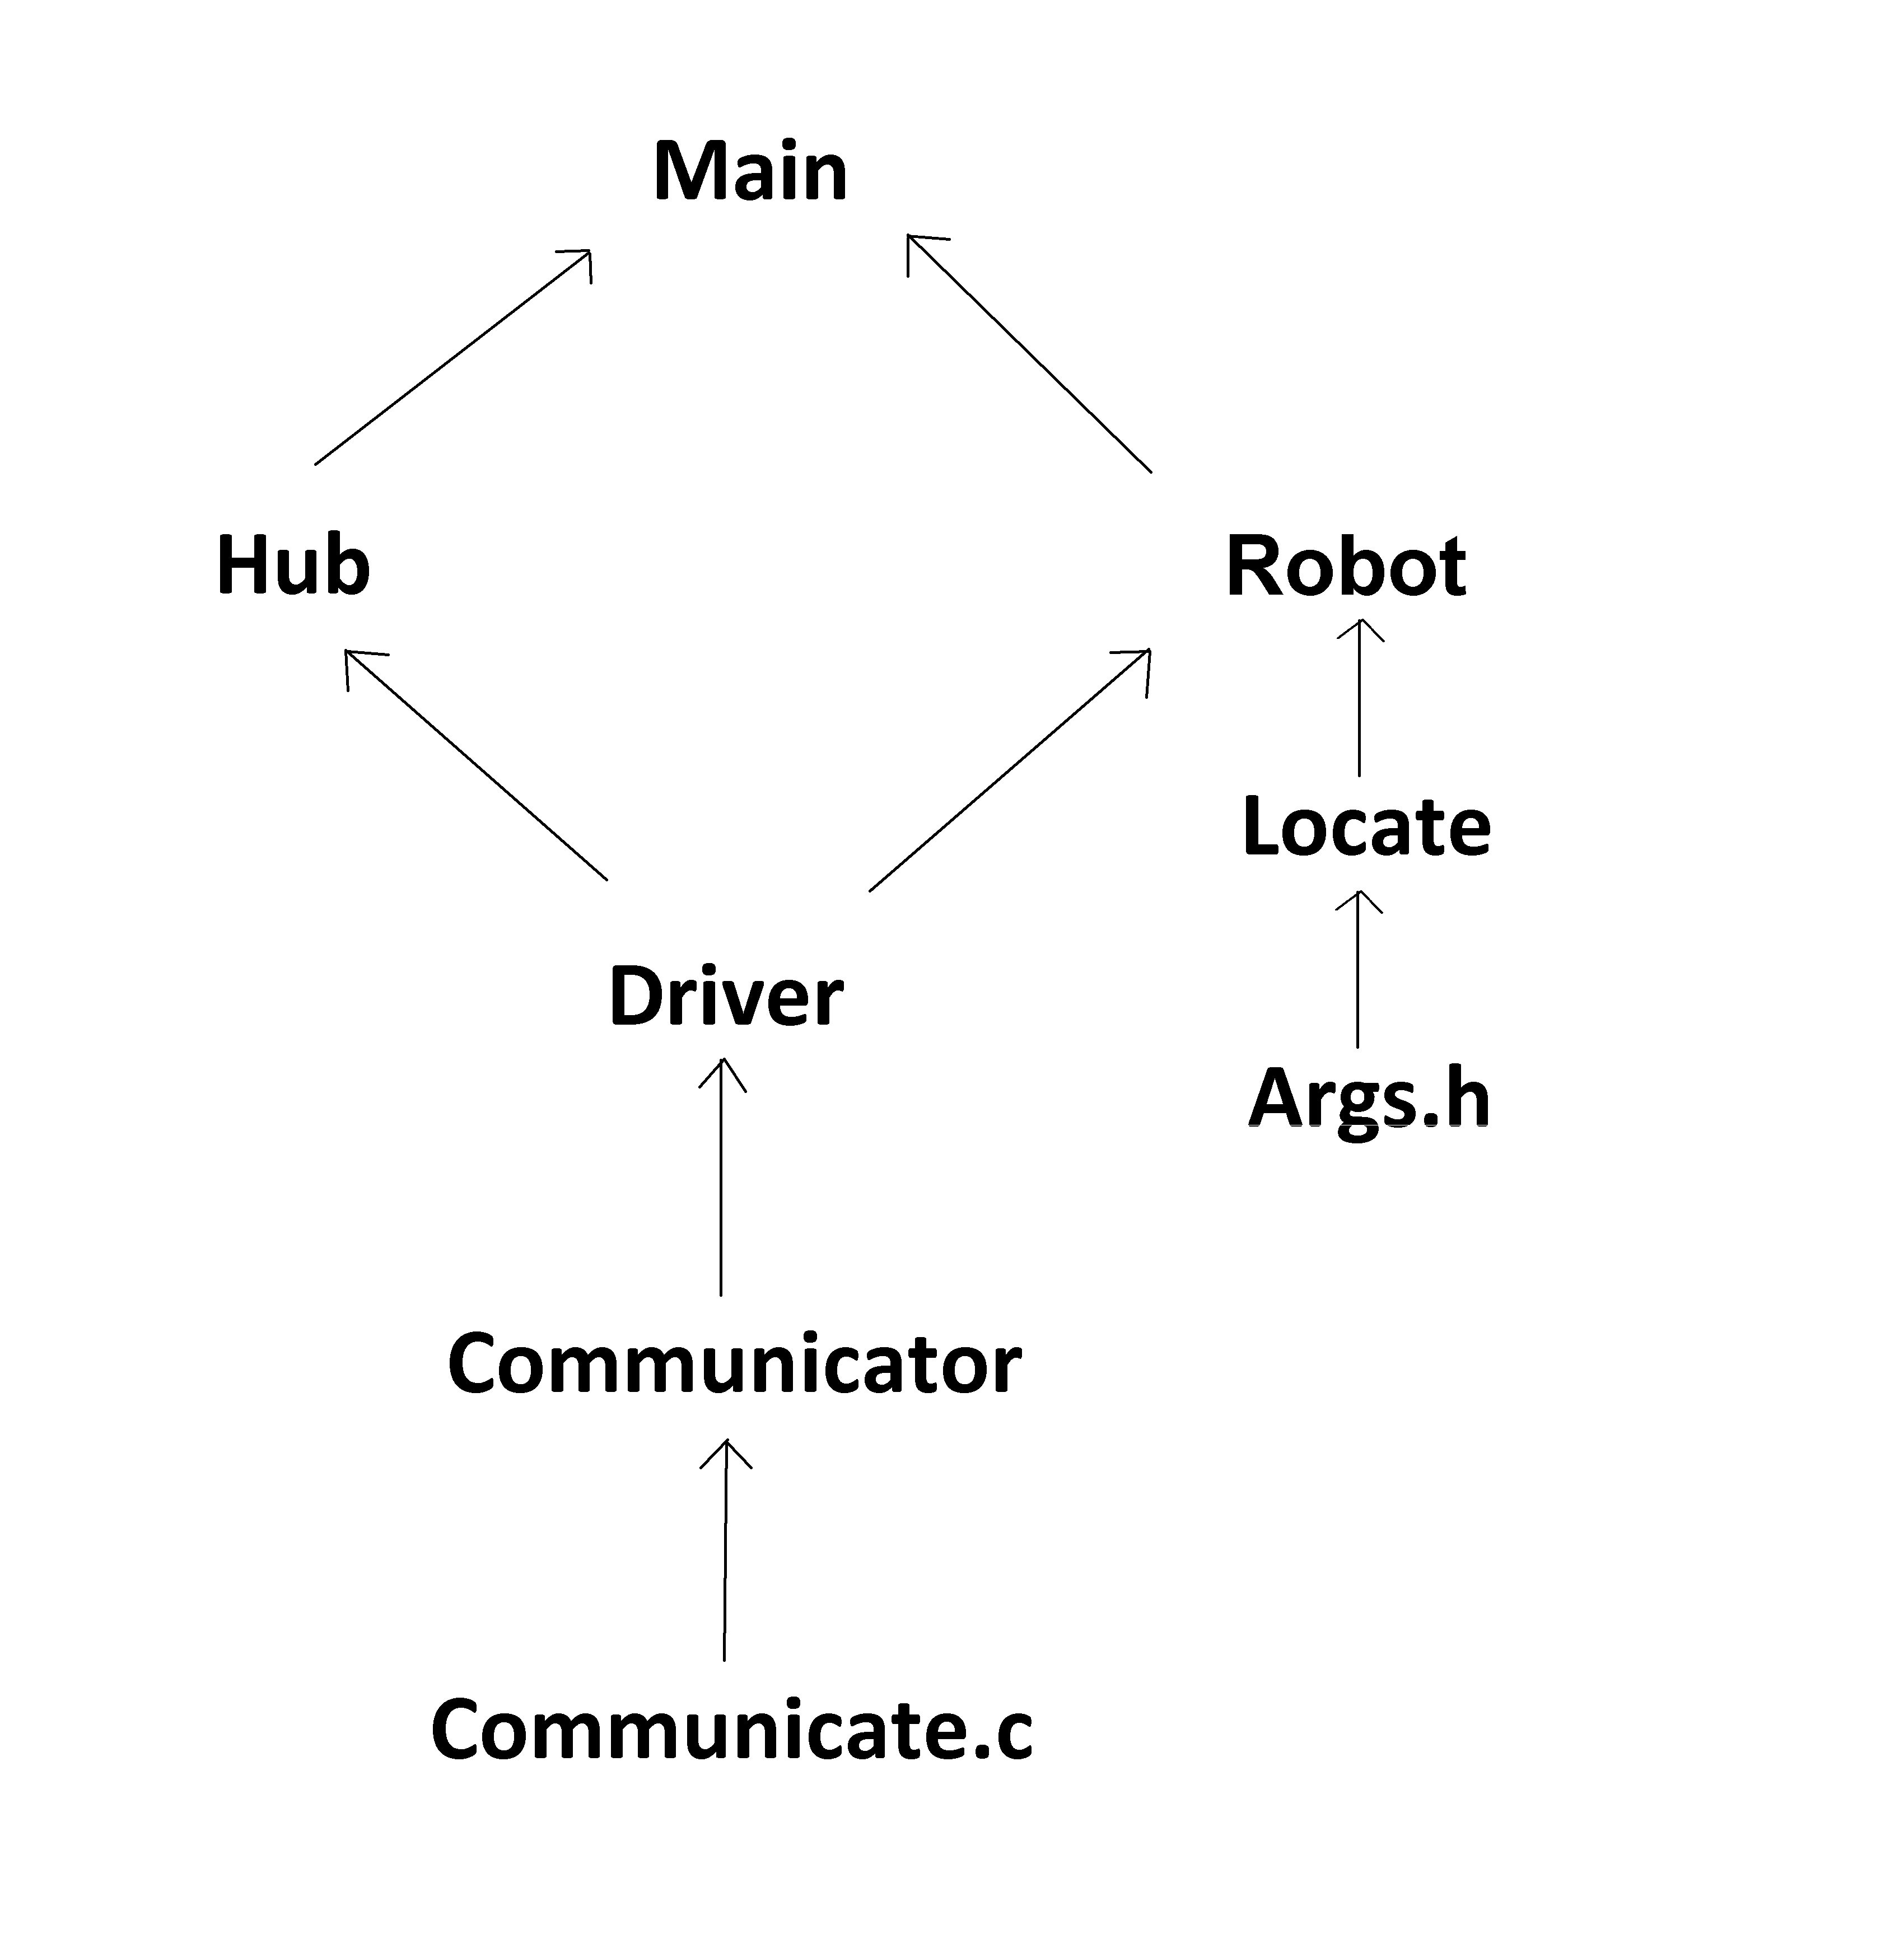 Main
Hub
Robot
Locate
Driver
Args.h
Communicator
Communicate.c